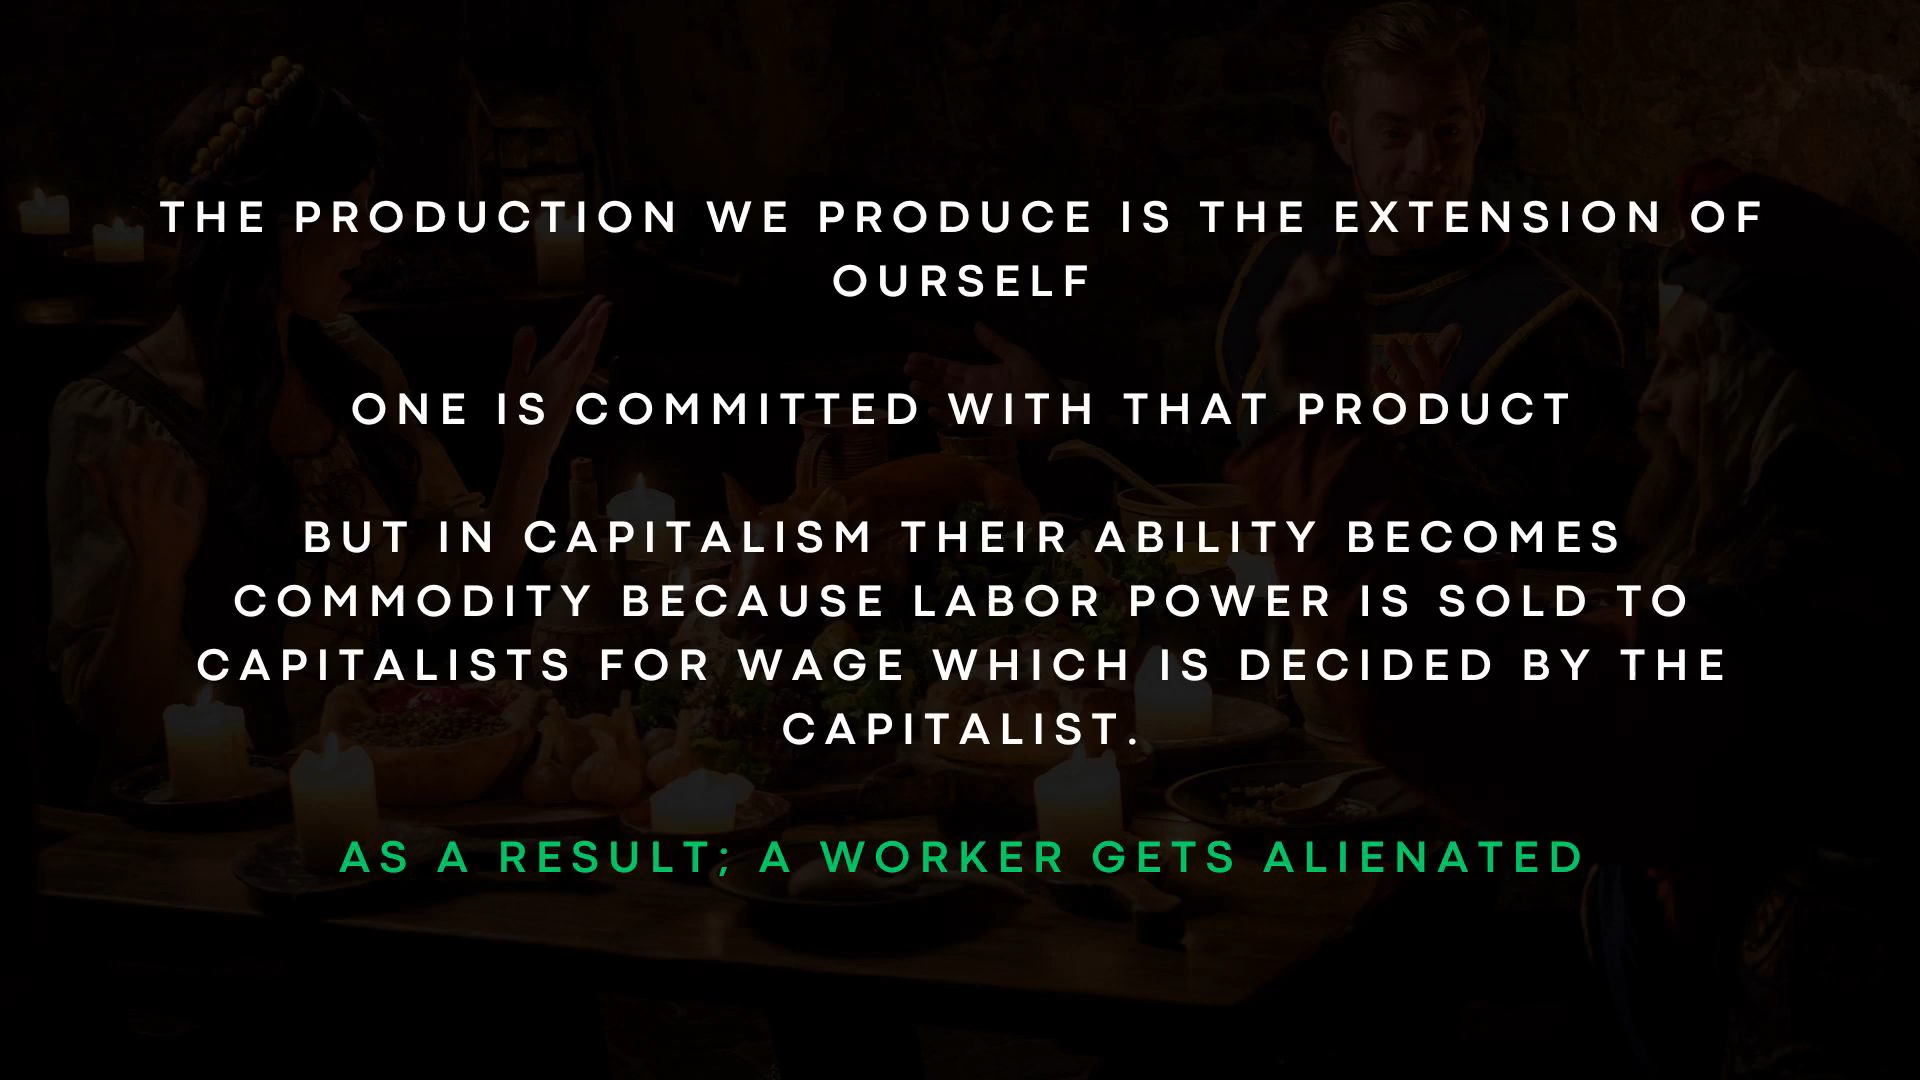 THE PRODUCTION WE PRODUCE IS THE EXTENSION OF
OURSELF
ONE IS COMMITTED WITH THAT PRODUCT
BUT IN CAPITALISM THEIR ABILITY BECOMES
COMMODITY BECAUSE LABOR POWER IS SOLD TO
CAPITALISTS FOR WAGE WHICH IS DECIDED BY THE
CAPITALIST.
AS A RESULT; A WORKER GETS ALIENATED